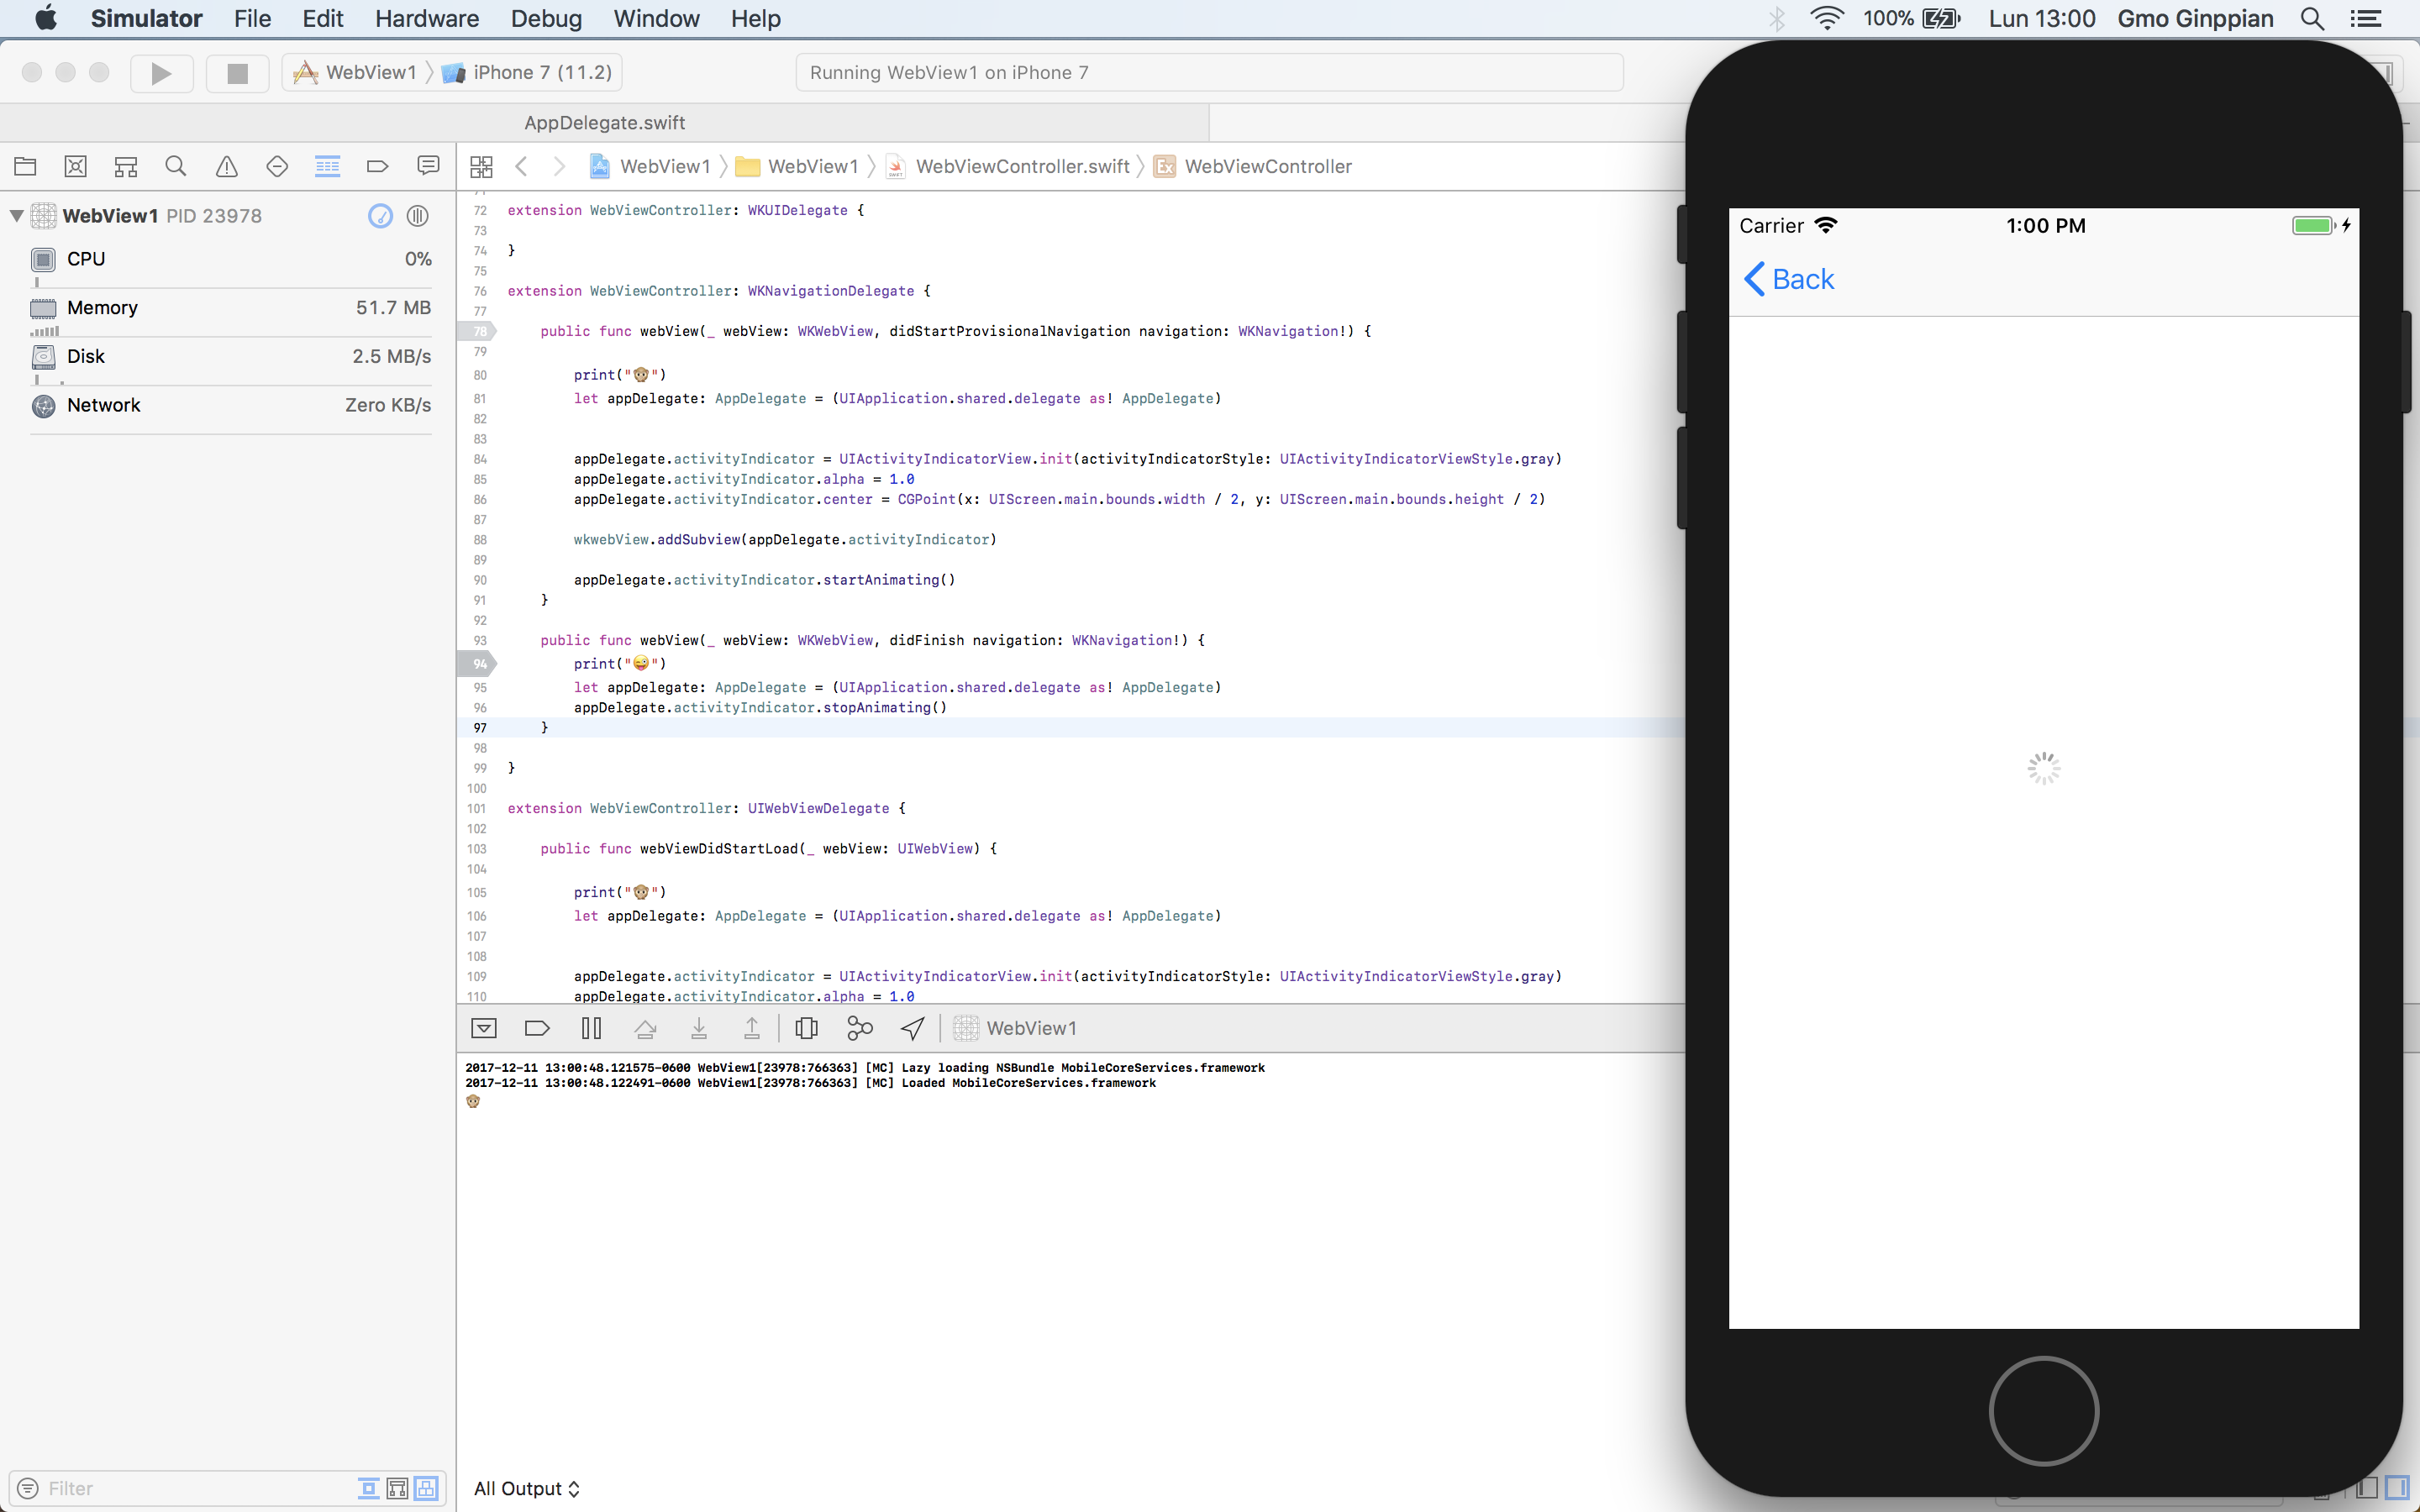 Simulator File Edit Hardware Debug Window Help 100% Lun 13:00 Gmo Ginppian
WebView1 iPhone 7 (11.2) Running WebView1 on iPhone 7
AppDelegate.swift
WebView1 WebView1 WebViewController.swift Ex WebViewController
WebView1 PID 23978
CPU 0%
Memory 51.7 MB
Disk 2.5 MB/s
Network Zero KB/s
72 extension WebViewController: WKUIDelegate {
73
74 }
75
76 extension WebViewController: WKNavigationDelegate {
77
78 public func webView(_ webView: WKWebView, didStartProvisionalNavigation navigation: WKNavigation!) {
79
80 print("🐵")
81 let appDelegate: AppDelegate = (UIApplication.shared.delegate as! AppDelegate)
82
83
84 appDelegate.activityIndicator = UIActivityIndicatorView.init(activityIndicatorStyle: UIActivityIndicatorViewStyle.gray)
85 appDelegate.activityIndicator.alpha = 1.0
86 appDelegate.activityIndicator.center = CGPoint(x: UIScreen.main.bounds.width / 2, y: UIScreen.main.bounds.height / 2)
87
88 wkwebView.addSubview(appDelegate.activityIndicator)
89
90 appDelegate.activityIndicator.startAnimating()
91 }
92
93 public func webView(_ webView: WKWebView, didFinish navigation: WKNavigation!) {
94 print("😜")
95 let appDelegate: AppDelegate = (UIApplication.shared.delegate as! AppDelegate)
96 appDelegate.activityIndicator.stopAnimating()
97 }
98
99 }
100
101 extension WebViewController: UIWebViewDelegate {
102
103 public func webViewDidStartLoad(_ webView: UIWebView) {
104
105 print("🐵")
106 let appDelegate: AppDelegate = (UIApplication.shared.delegate as! AppDelegate)
107
108
109 appDelegate.activityIndicator = UIActivityIndicatorView.init(activityIndicatorStyle: UIActivityIndicatorViewStyle.gray)
110 appDelegate.activityIndicator.alpha = 1.0
WebView1
2017-12-11 13:00:48.121575-0600 WebView1[23978:766363] [MC] Lazy loading NSBundle MobileCoreServices.framework
2017-12-11 13:00:48.122491-0600 WebView1[23978:766363] [MC] Loaded MobileCoreServices.framework
🐵
Filter
All Output
Carrier 1:00 PM
Back